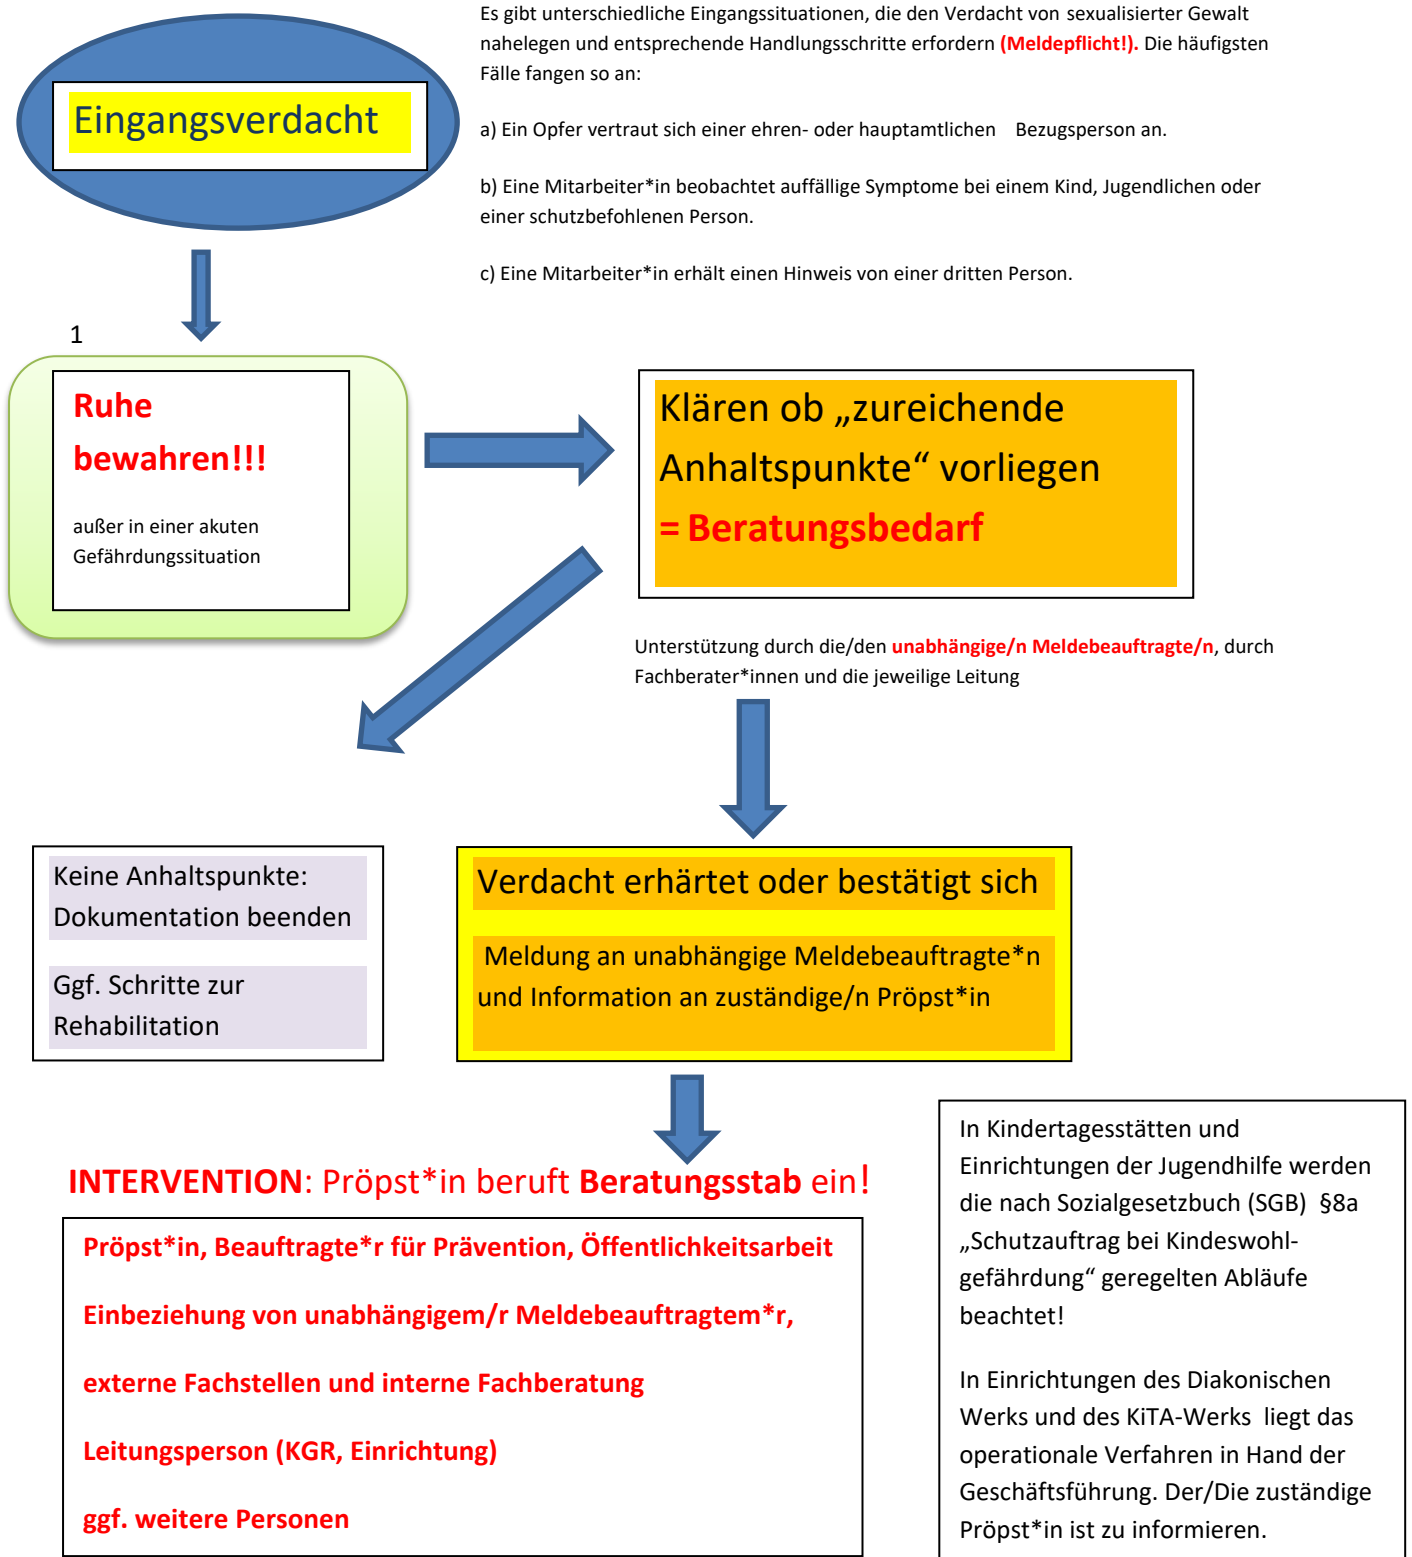 Es gibt unterschiedliche Eingangssituationen, die den Verdacht von sexualisierter Gewalt
nahelegen und entsprechende Handlungsschritte erfordern (Meldepflicht!). Die häufigsten
Fälle fangen so an:
Eingangsverdacht
a) Ein Opfer vertraut sich einer ehren- oder hauptamtlichen Bezugsperson an.
b) Eine Mitarbeiter*in beobachtet auffällige Symptome bei einem Kind, Jugendlichen oder
einer schutzbefohlenen Person.
c) Eine Mitarbeiter*in erhält einen Hinweis von einer dritten Person.
1
Ruhe
bewahren!!!
außer in einer akuten
Gefährdungssituation
Klären ob „zureichende
Anhaltspunkte“ vorliegen
= Beratungsbedarf
Unterstützung durch die/den unabhängige/n Meldebeauftragte/n, durch
Fachberater*innen und die jeweilige Leitung
Keine Anhaltspunkte:
Dokumentation beenden
Ggf. Schritte zur
Rehabilitation
Verdacht erhärtet oder bestätigt sich
Meldung an unabhängige Meldebeauftragte*n
und Information an zuständige/n Pröpst*in
INTERVENTION: Pröpst*in beruft Beratungsstab ein!
Pröpst*in, Beauftragte*r für Prävention, Öffentlichkeitsarbeit
Einbeziehung von unabhängigem/r Meldebeauftragtem*r,
externe Fachstellen und interne Fachberatung
Leitungsperson (KGR, Einrichtung)
ggf. weitere Personen
In Kindertagesstätten und
Einrichtungen der Jugendhilfe werden
die nach Sozialgesetzbuch (SGB) §8a
„Schutzauftrag bei Kindeswohl-
gefährdung“ geregelten Abläufe
beachtet!
In Einrichtungen des Diakonischen
Werks und des KiTA-Werks liegt das
operationale Verfahren in Hand der
Geschäftsführung. Der/Die zuständige
Pröpst*in ist zu informieren.